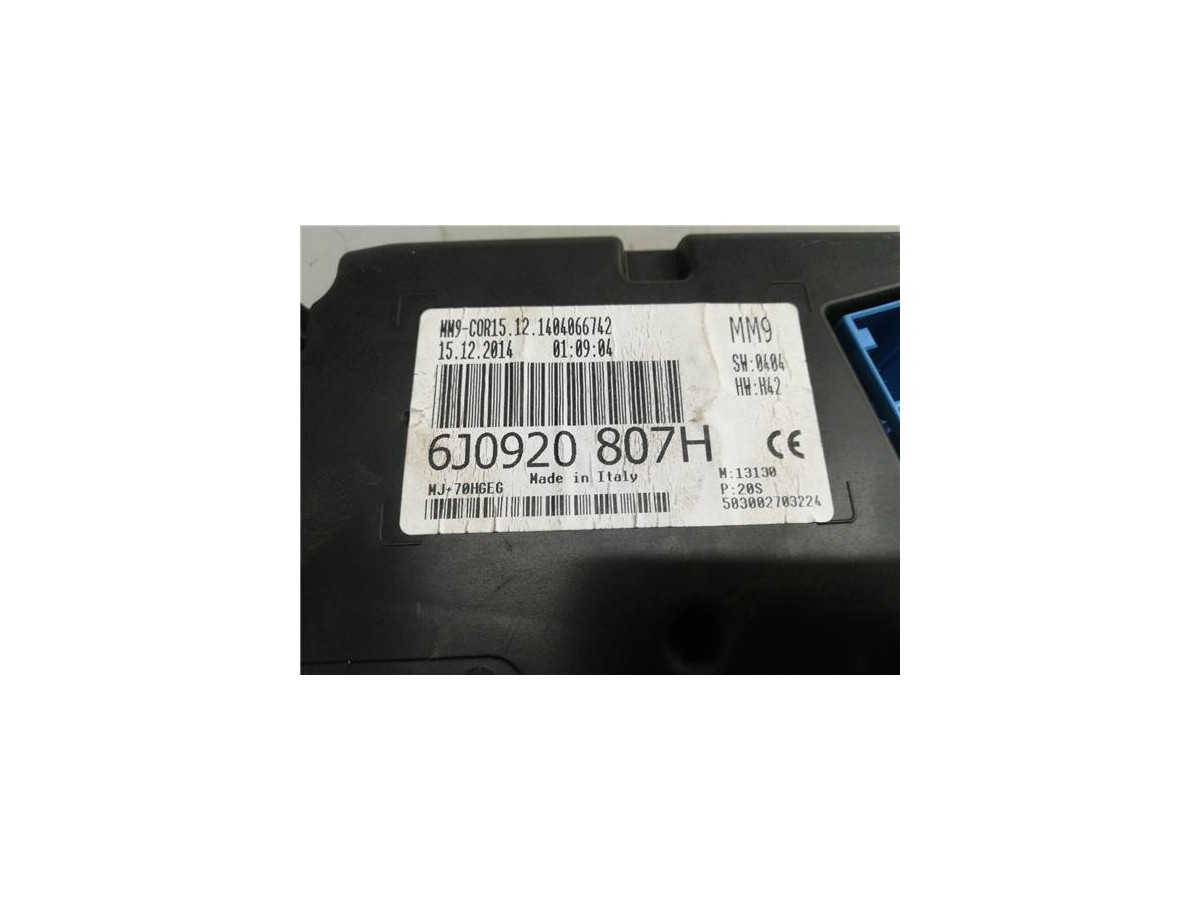 MM9-COR15.12.1404066742
15.12.2014 01:09:04
MM9
SW:0404
HW:H42
6J0920 807H
CE
Made in Italy
MJ+70HGEG
M:13130
P:20S
503002703224